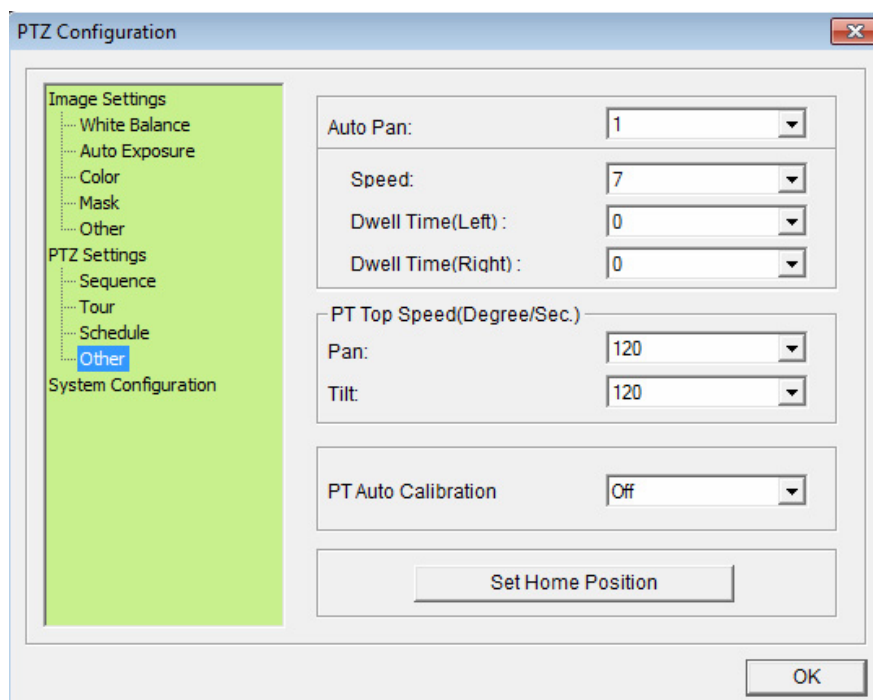 PTZ Configuration
Image Settings
White Balance
Auto Exposure
Color
Mask
Other
PTZ Settings
Sequence
Tour
Schedule
Other
System Configuration
Auto Pan: 1
Speed: 7
Dwell Time(Left) : 0
Dwell Time(Right) : 0
PT Top Speed(Degree/Sec.)
Pan: 120
Tilt: 120
PT Auto Calibration Off
Set Home Position
OK